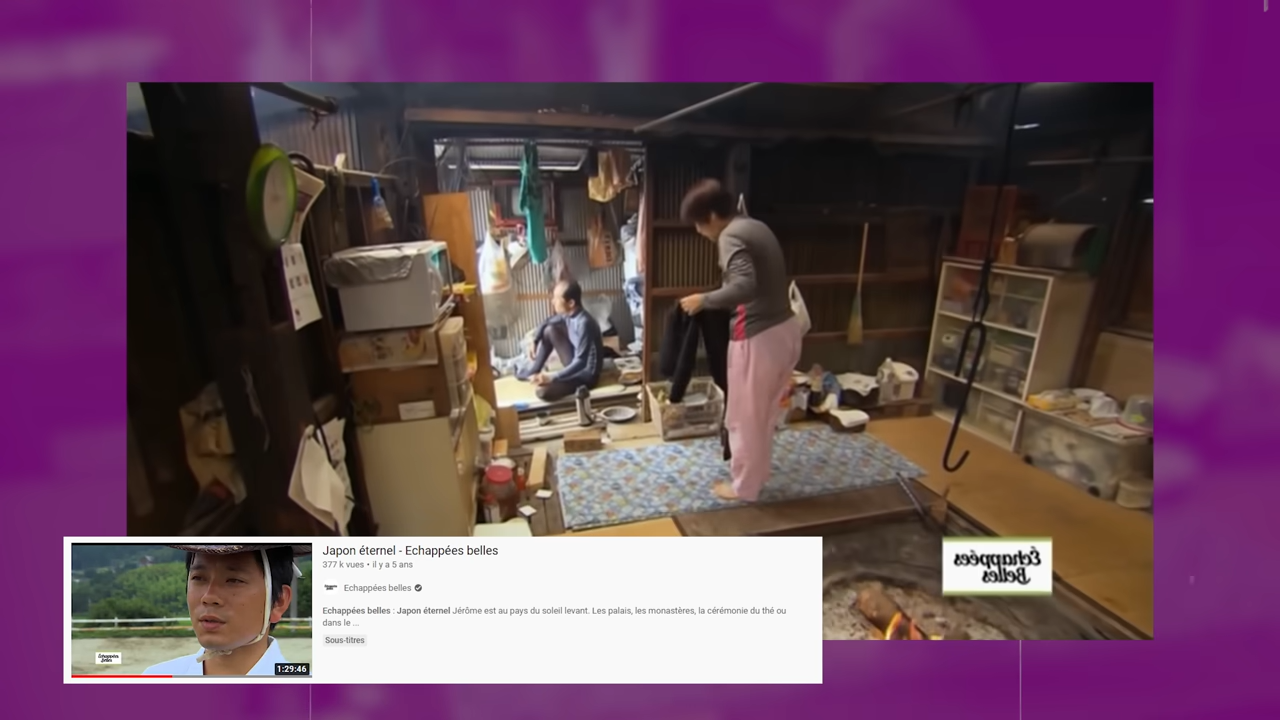 Échappées
Belles
Japon éternel - Echappées belles
377 k vues • il y a 5 ans
Echappées belles
Echappées belles : Japon éternel Jérôme est au pays du soleil levant. Les palais, les monastères, la cérémonie du thé ou
dans le ...
Sous-titres
Echappées
Belles
1:29:46